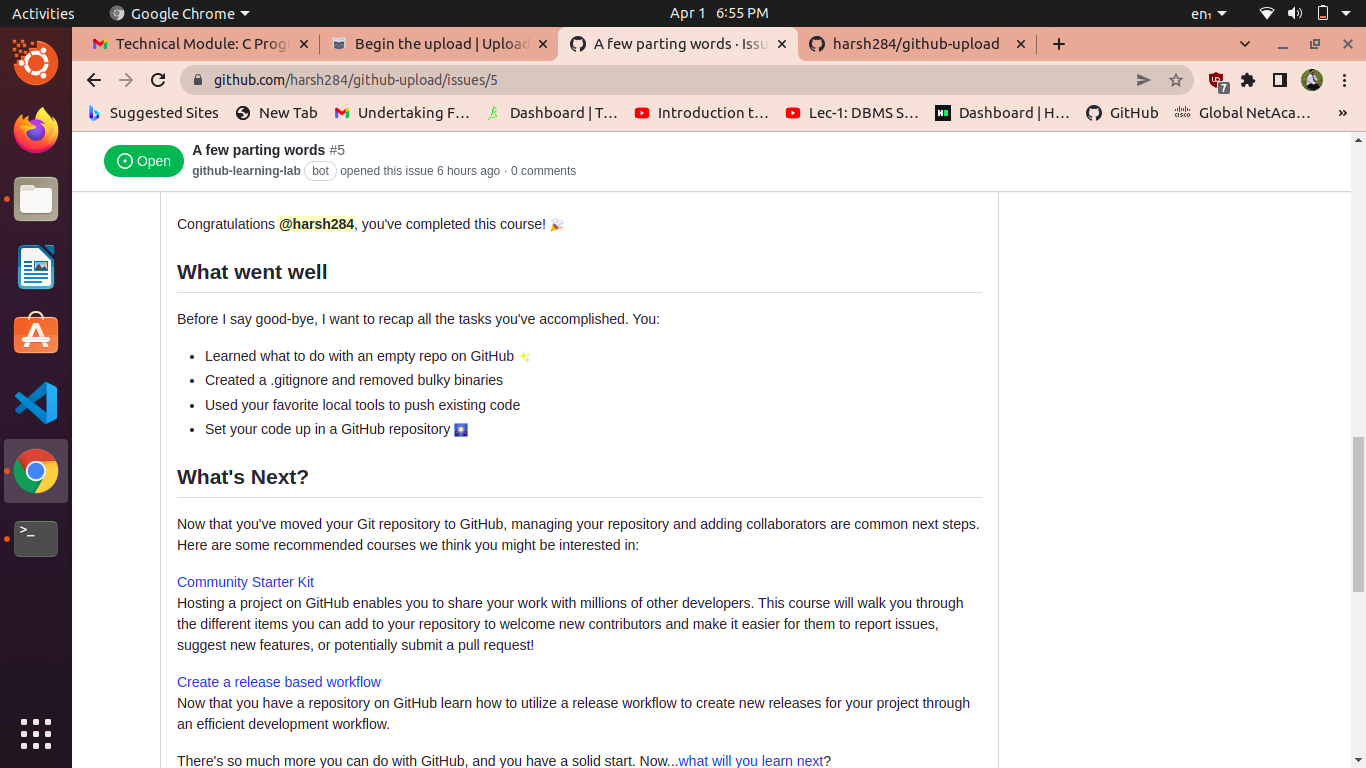 Activities Google Chrome Apr 1 6:55 PM en₁
Technical Module: C Progr Begin the upload | Upload A few parting words · Issu harsh284/github-upload
github.com/harsh284/github-upload/issues/5 7
Suggested Sites New Tab Undertaking F… Dashboard | T… Introduction t… Lec-1: DBMS S… Dashboard | H… GitHub Global NetAca… »
Open A few parting words #5
github-learning-lab bot opened this issue 6 hours ago · 0 comments
Congratulations @harsh284, you've completed this course! 🎉
What went well
Before I say good-bye, I want to recap all the tasks you've accomplished. You:
• Learned what to do with an empty repo on GitHub ✨
• Created a .gitignore and removed bulky binaries
• Used your favorite local tools to push existing code
• Set your code up in a GitHub repository 🎆
What's Next?
Now that you've moved your Git repository to GitHub, managing your repository and adding collaborators are common next steps.
Here are some recommended courses we think you might be interested in:
Community Starter Kit
Hosting a project on GitHub enables you to share your work with millions of other developers. This course will walk you through
the different items you can add to your repository to welcome new contributors and make it easier for them to report issues,
suggest new features, or potentially submit a pull request!
Create a release based workflow
Now that you have a repository on GitHub learn how to utilize a release workflow to create new releases for your project through
an efficient development workflow.
There's so much more you can do with GitHub, and you have a solid start. Now...what will you learn next?